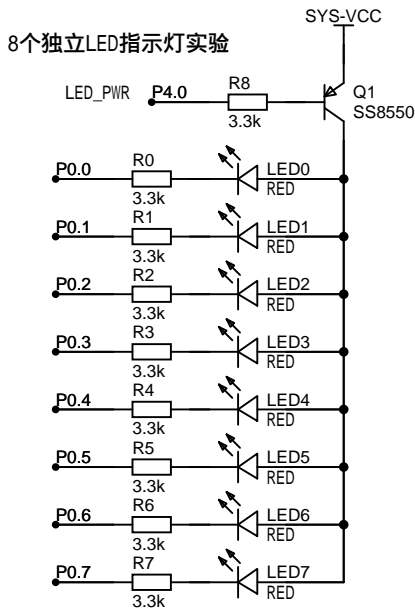 SYS-VCC
8个独立LED指示灯实验
LED_PWR P4.0 R8 3.3k Q1
SS8550
P0.0 R0 3.3k LED0 RED
P0.1 R1 3.3k LED1 RED
P0.2 R2 3.3k LED2 RED
P0.3 R3 3.3k LED3 RED
P0.4 R4 3.3k LED4 RED
P0.5 R5 3.3k LED5 RED
P0.6 R6 3.3k LED6 RED
P0.7 R7 3.3k LED7 RED